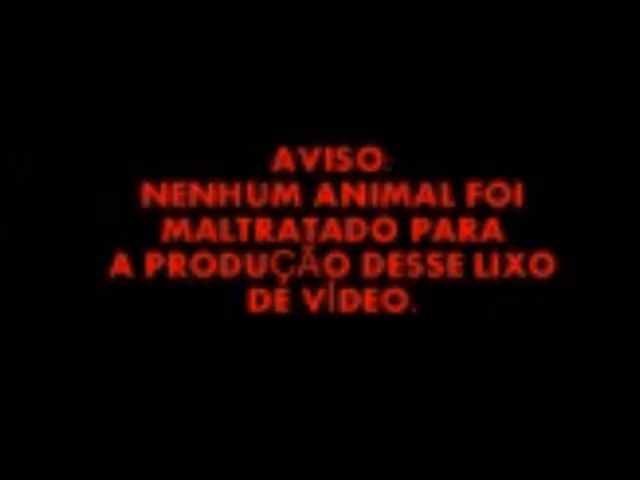 AVISO:
NENHUM ANIMAL FOI
MALTRATADO PARA
A PRODUÇÃO DESSE LIXO
DE VÍDEO.